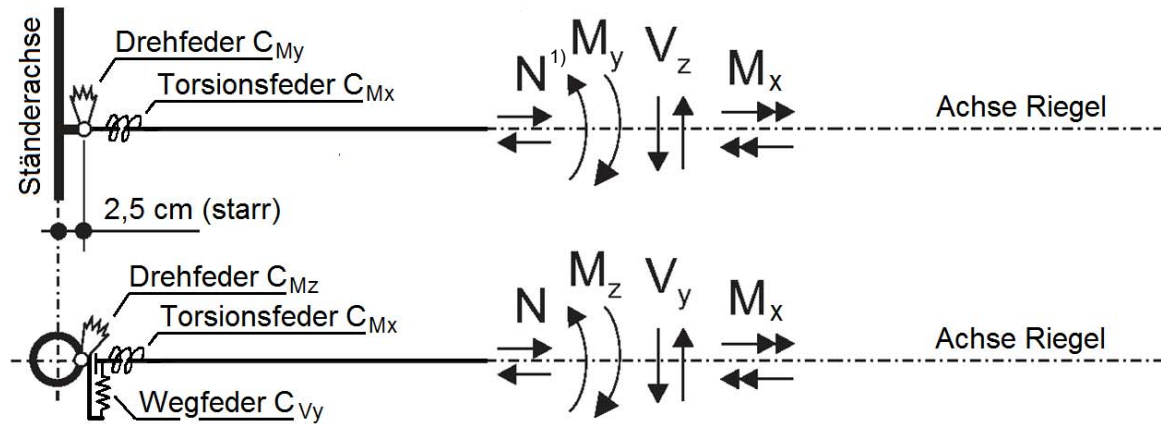 Ständerachse
Drehfeder C_My
Torsionsfeder C_Mx
N 1)
M_y
V_z
M_x
Achse Riegel
2,5 cm (starr)
Drehfeder C_Mz
Torsionsfeder C_Mx
Wegfeder C_Vy
N
M_z
V_y
M_x
Achse Riegel